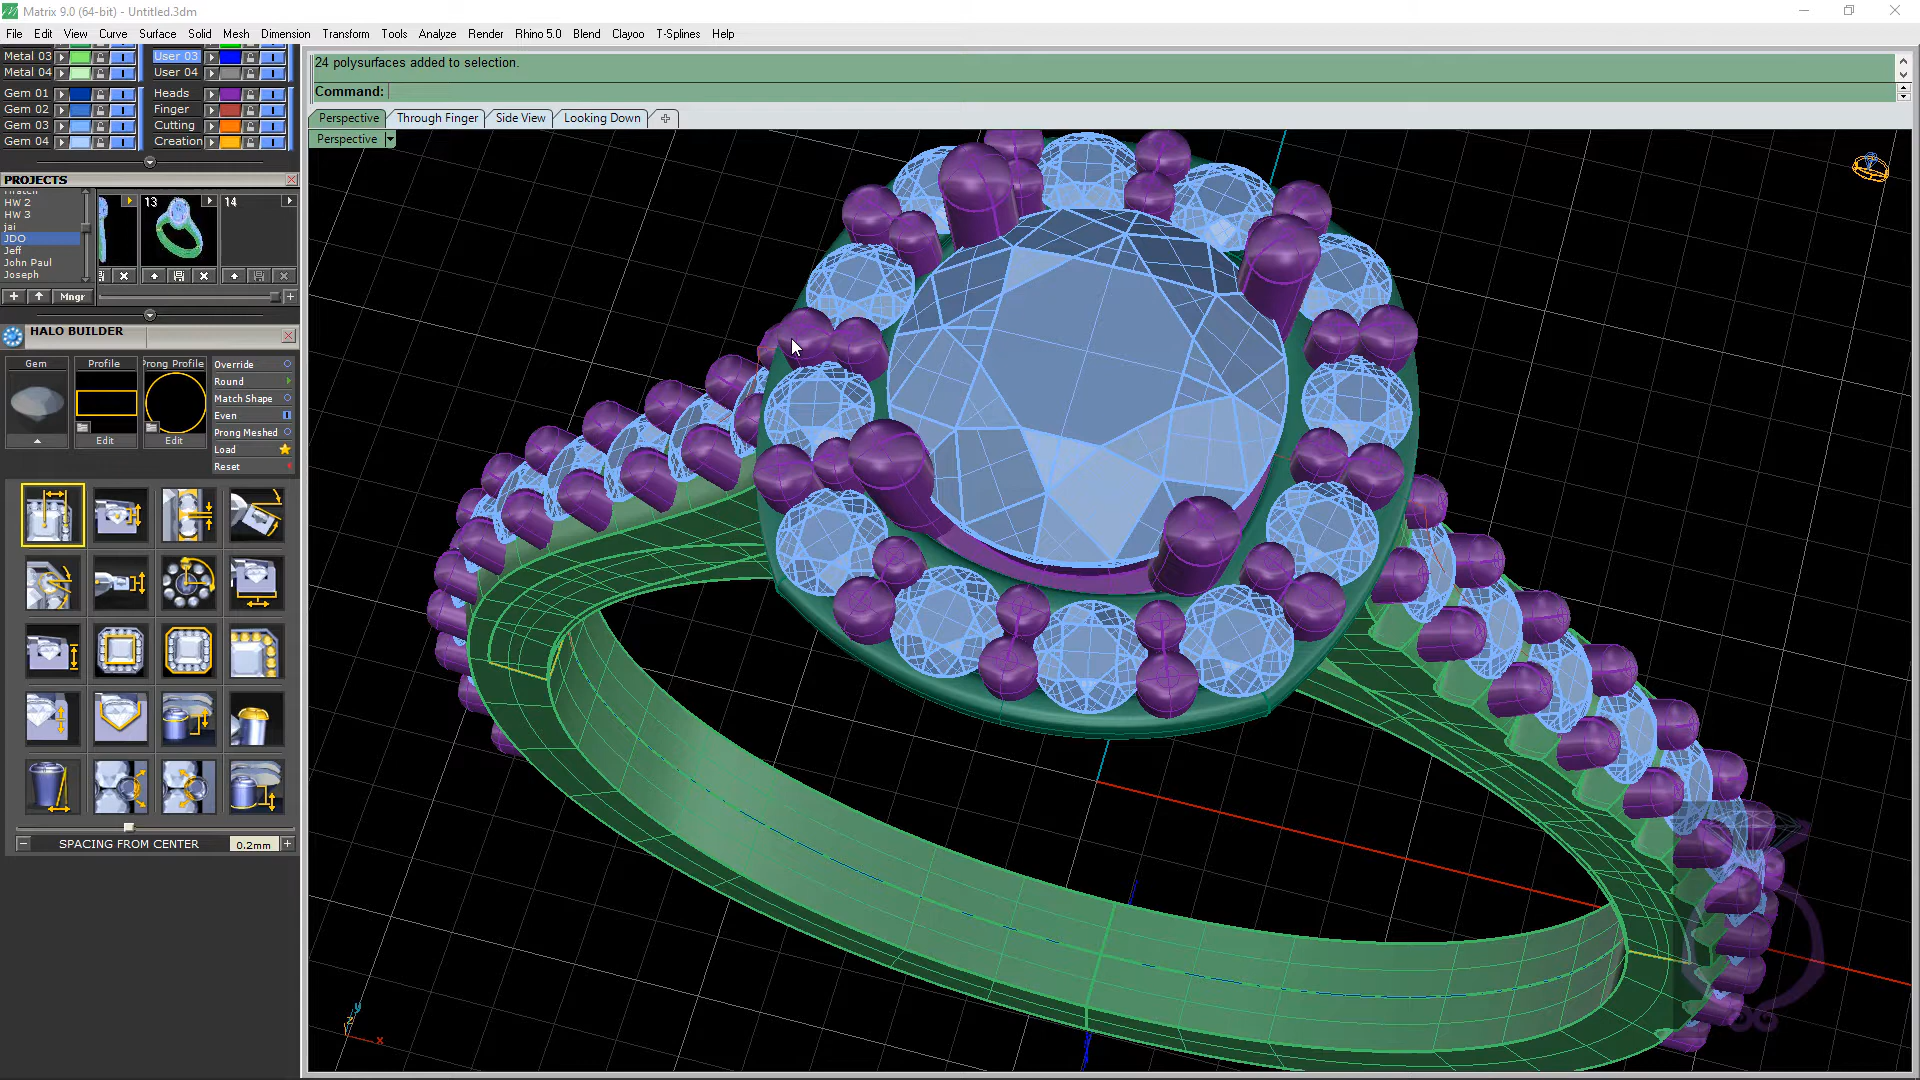 Matrix 9.0 (64-bit) - Untitled.3dm
File Edit View Curve Surface Solid Mesh Dimension Transform Tools Analyze Render Rhino 5.0 Blend Clayoo T-Splines Help
Metal 03 User 03
Metal 04 User 04
Gem 01 Heads
Gem 02 Finger
Gem 03 Cutting
Gem 04 Creation
24 polysurfaces added to selection.
Command:
Perspective Through Finger Side View Looking Down
Perspective
PROJECTS
HW 2
HW 3
jai
JDO
Jeff
John Paul
Joseph
13 14
Mngr
HALO BUILDER
Gem Profile Prong Profile
Edit Edit
Override
Round
Match Shape
Even
Prong Meshed
Load
Reset
SPACING FROM CENTER 0.2mm
z y x